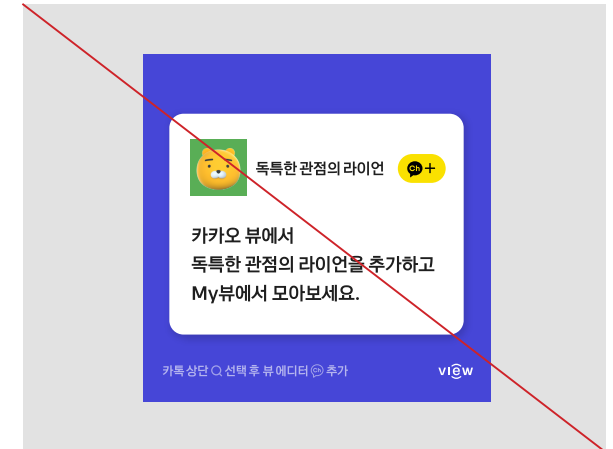 독특한 관점의 라이언
Ch+
카카오 뷰에서
독특한 관점의 라이언을 추가하고
My뷰에서 모아보세요.
카톡 상단 선택 후 뷰 에디터 Ch 추가
view